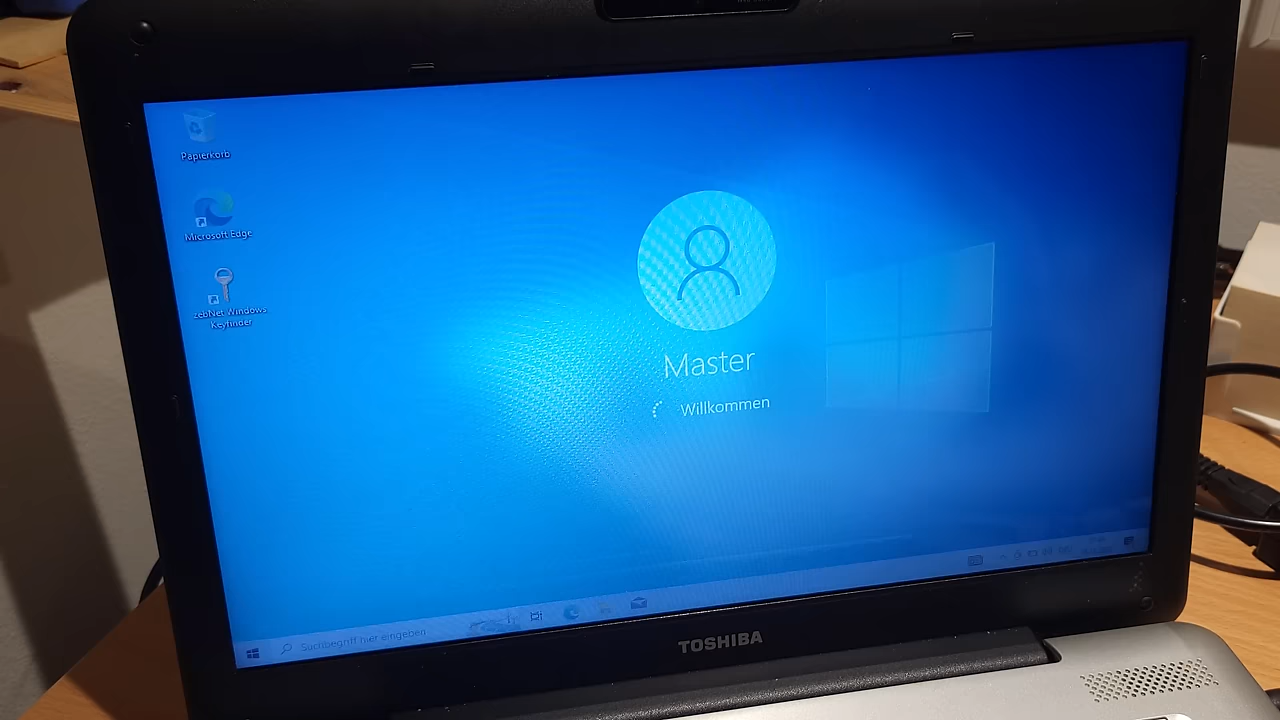 Papierkorb
Microsoft Edge
zebNet Windows
Keyfinder
Master
Willkommen
Suchbegriff hier eingeben
TOSHIBA